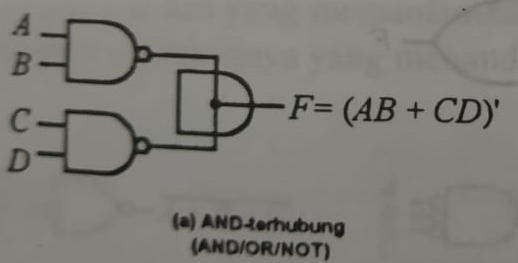 A
B
C
D
F= (AB + CD)'
(a) AND-terhubung
(AND/OR/NOT)